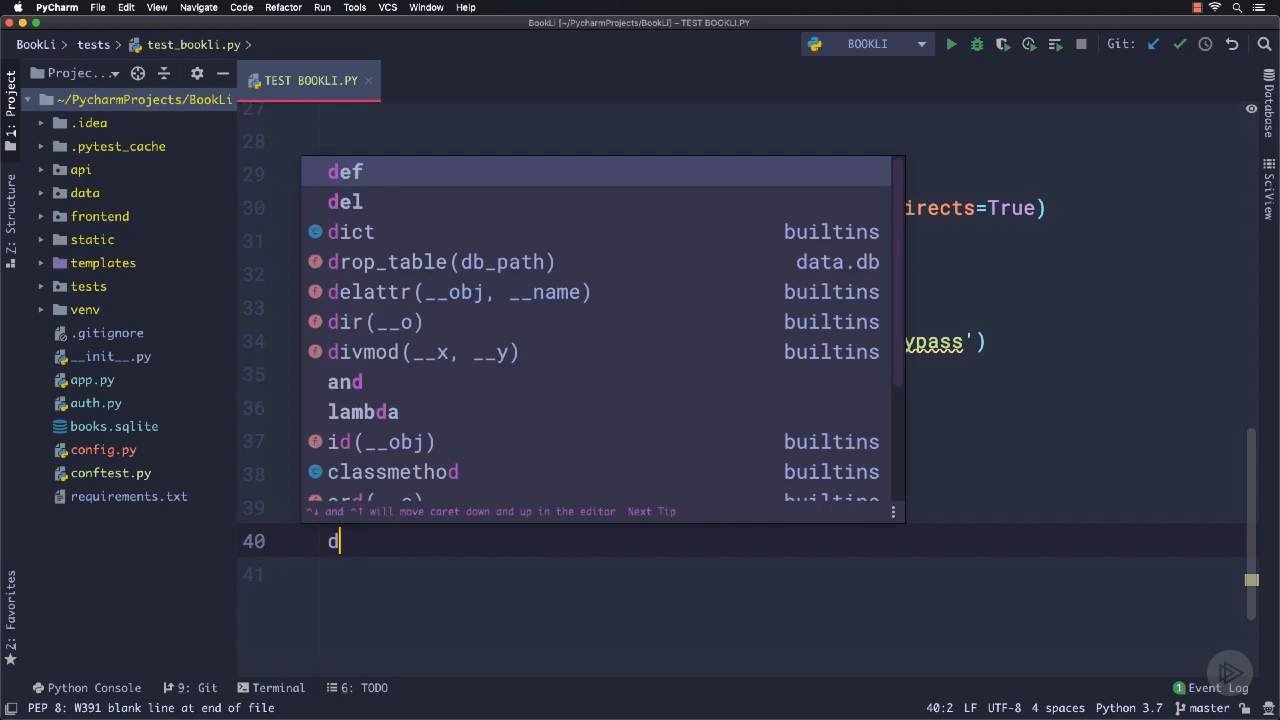 PyCharm File Edit View Navigate Code Refactor Run Tools VCS Window Help
BookLi [~/PycharmProjects/BookLi] – TEST BOOKLI.PY
BookLi tests test_bookli.py
BOOKLI
Git:
Projec...
TEST BOOKLI.PY
1: Project
Z: Structure
2: Favorites
Database
SciView
~/PycharmProjects/BookLi
.idea
.pytest_cache
api
data
frontend
static
templates
tests
venv
.gitignore
__init__.py
app.py
auth.py
books.sqlite
config.py
conftest.py
requirements.txt
27
28
29
30 irects=True)
31
32
33
34 ypass')
35
36
37
38
39
40 d
41
def
del
dict builtins
drop_table(db_path) data.db
delattr(__obj, __name) builtins
dir(__o) builtins
divmod(__x, __y) builtins
and
lambda
id(__obj) builtins
classmethod builtins
ord(__c) builtins
^↓ and ^↑ will move caret down and up in the editor Next Tip
Python Console 9: Git Terminal 6: TODO
1 Event Log
PEP 8: W391 blank line at end of file
40:2 LF UTF-8 4 spaces Python 3.7 master